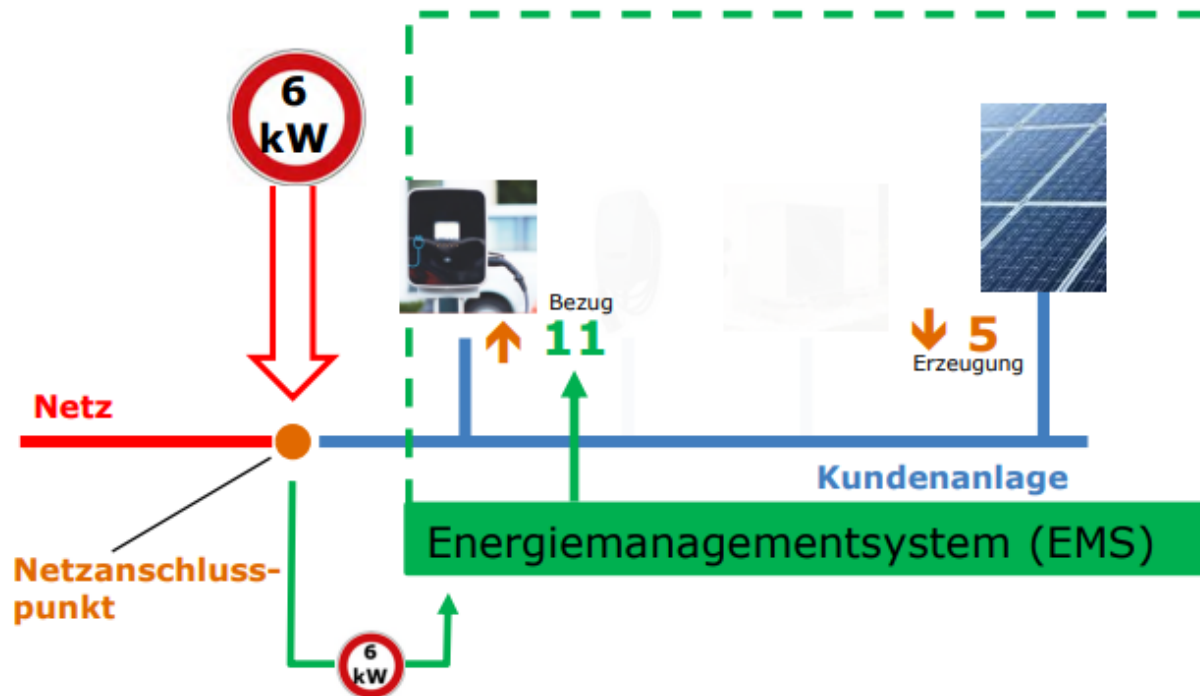 6
kW
Bezug
11
5
Erzeugung
Netz
Kundenanlage
Energiemanagementsystem (EMS)
Netzanschluss-
punkt
6
kW